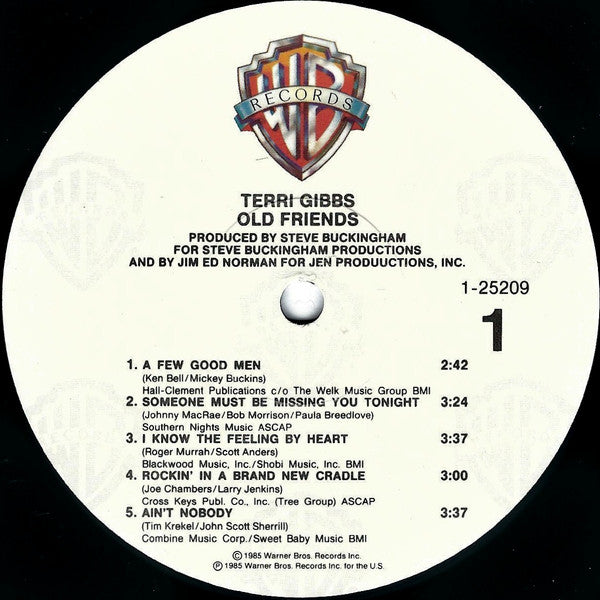 WB
RECORDS
TERRI GIBBS
OLD FRIENDS
PRODUCED BY STEVE BUCKINGHAM
FOR STEVE BUCKINGHAM PRODUCTIONS
AND BY JIM ED NORMAN FOR JEN PRODUUCTIONS, INC.
1-25209
1
1. A FEW GOOD MEN 2:42
(Ken Bell/Mickey Buckins)
Hall-Clement Publications c/o The Welk Music Group BMI
2. SOMEONE MUST BE MISSING YOU TONIGHT 3:24
(Johnny MacRae/Bob Morrison/Paula Breedlove)
Southern Nights Music ASCAP
3. I KNOW THE FEELING BY HEART 3:37
(Roger Murrah/Scott Anders)
Blackwood Music, Inc./Shobi Music, Inc. BMI
4. ROCKIN' IN A BRAND NEW CRADLE 3:00
(Joe Chambers/Larry Jenkins)
Cross Keys Publ. Co., Inc. (Tree Group) ASCAP
5. AIN'T NOBODY 3:37
(Tim Krekel/John Scott Sherrill)
Combine Music Corp./Sweet Baby Music BMI
© 1985 Warner Bros. Records Inc.
℗ 1985 Warner Bros. Records Inc. for the U.S.